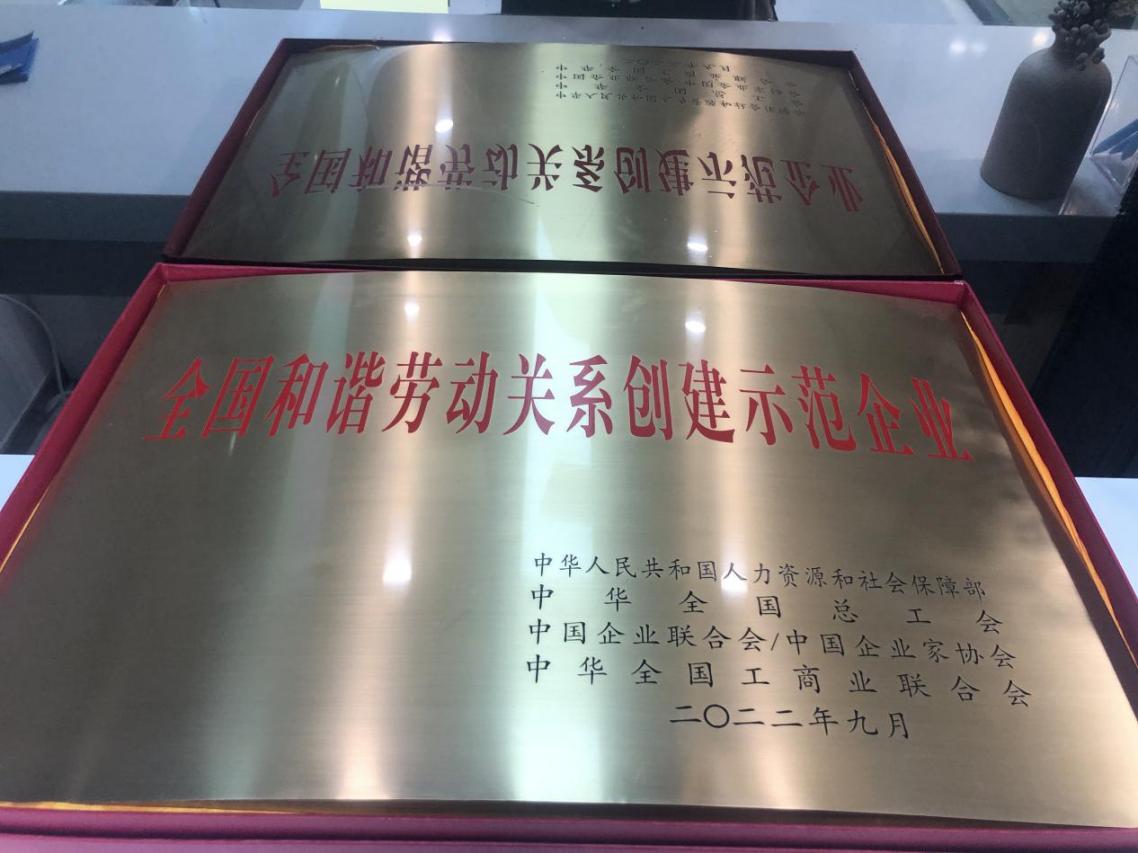 全国和谐劳动关系创建示范企业
中华人民共和国人力资源和社会保障部
中华全国总工会
中国企业联合会/中国企业家协会
中华全国工商业联合会
二〇二二年九月